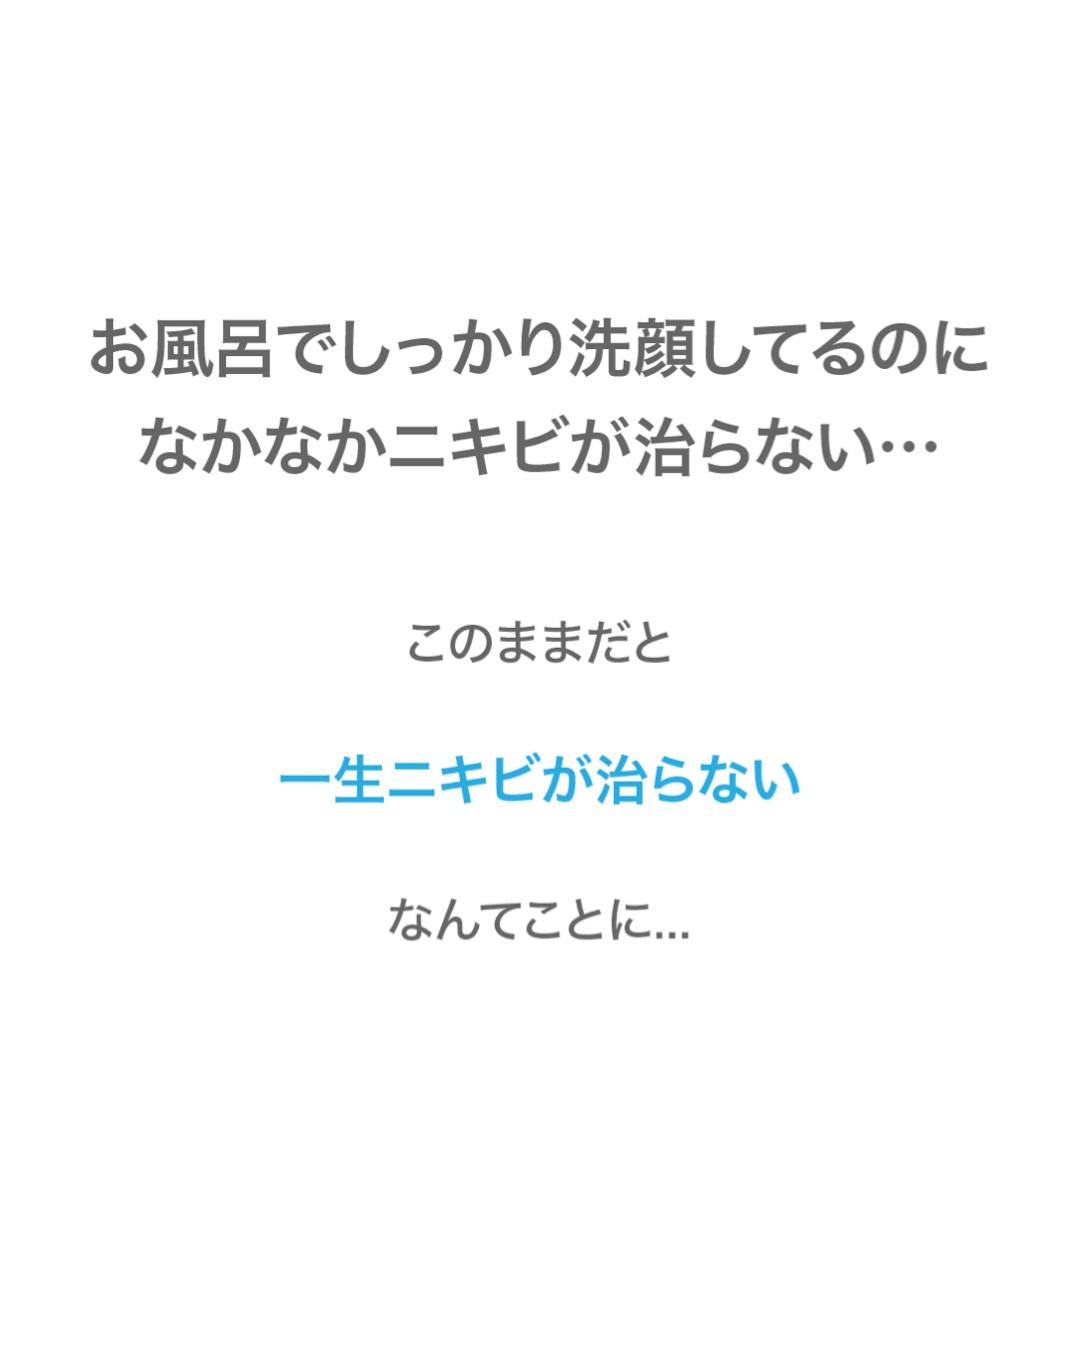 お風呂でしっかり洗顔してるのに
なかなかニキビが治らない…
このままだと
一生ニキビが治らない
なんてことに...